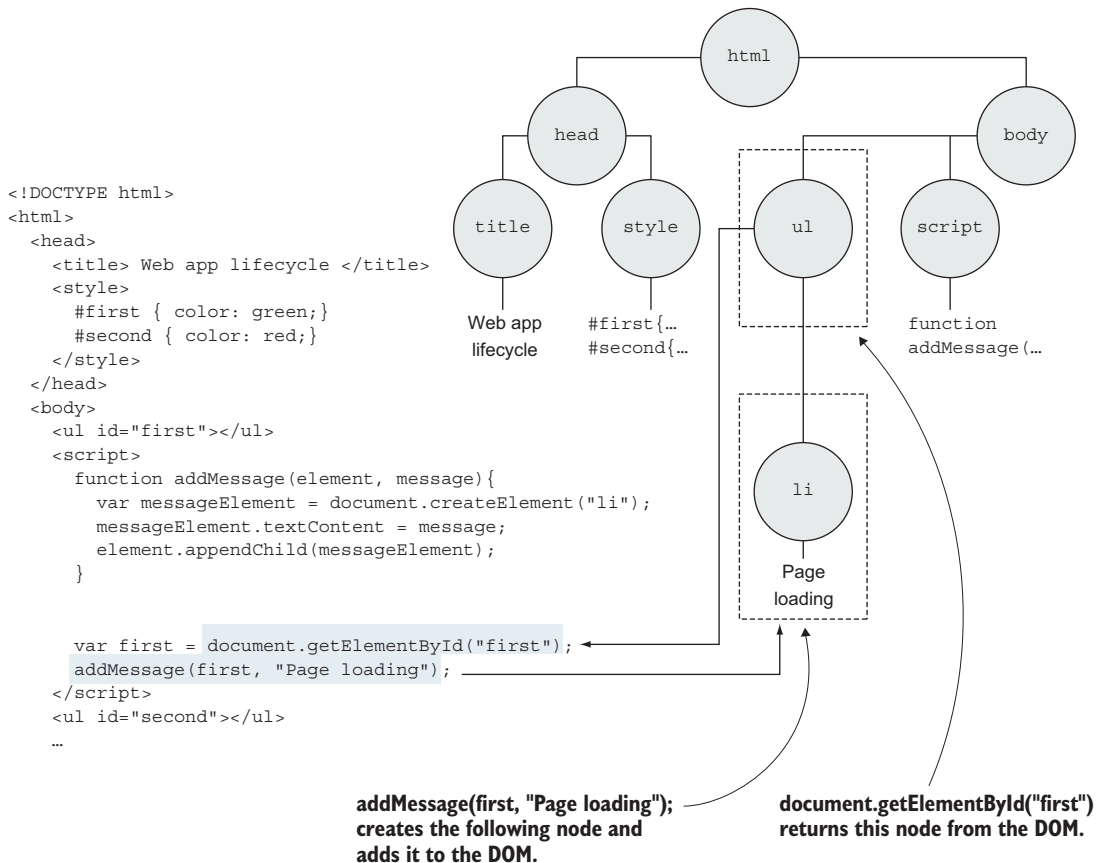 html
head
body
title
style
ul
script
Web app
lifecycle
#first{…
#second{…
function
addMessage(…
li
Page
loading
<!DOCTYPE html>
<html>
<head>
<title> Web app lifecycle </title>
<style>
#first { color: green;}
#second { color: red;}
</style>
</head>
<body>
<ul id="first"></ul>
<script>
function addMessage(element, message){
var messageElement = document.createElement("li");
messageElement.textContent = message;
element.appendChild(messageElement);
}
var first = document.getElementById("first");
addMessage(first, "Page loading");
</script>
<ul id="second"></ul>
…
addMessage(first, "Page loading");
creates the following node and
adds it to the DOM.
document.getElementById("first")
returns this node from the DOM.